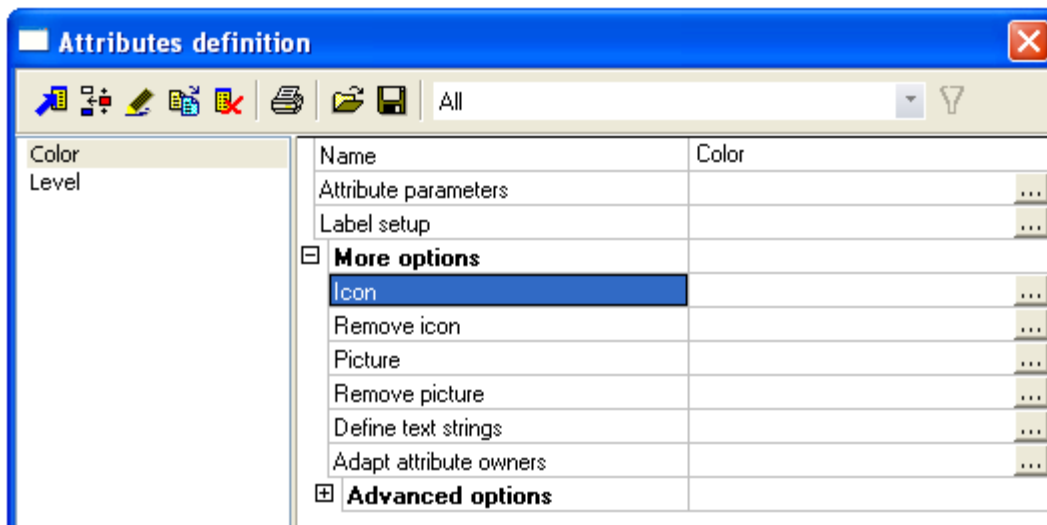 Attributes definition
All
Color
Level
Name Color
Attribute parameters ...
Label setup ...
More options
Icon ...
Remove icon ...
Picture ...
Remove picture ...
Define text strings ...
Adapt attribute owners ...
Advanced options